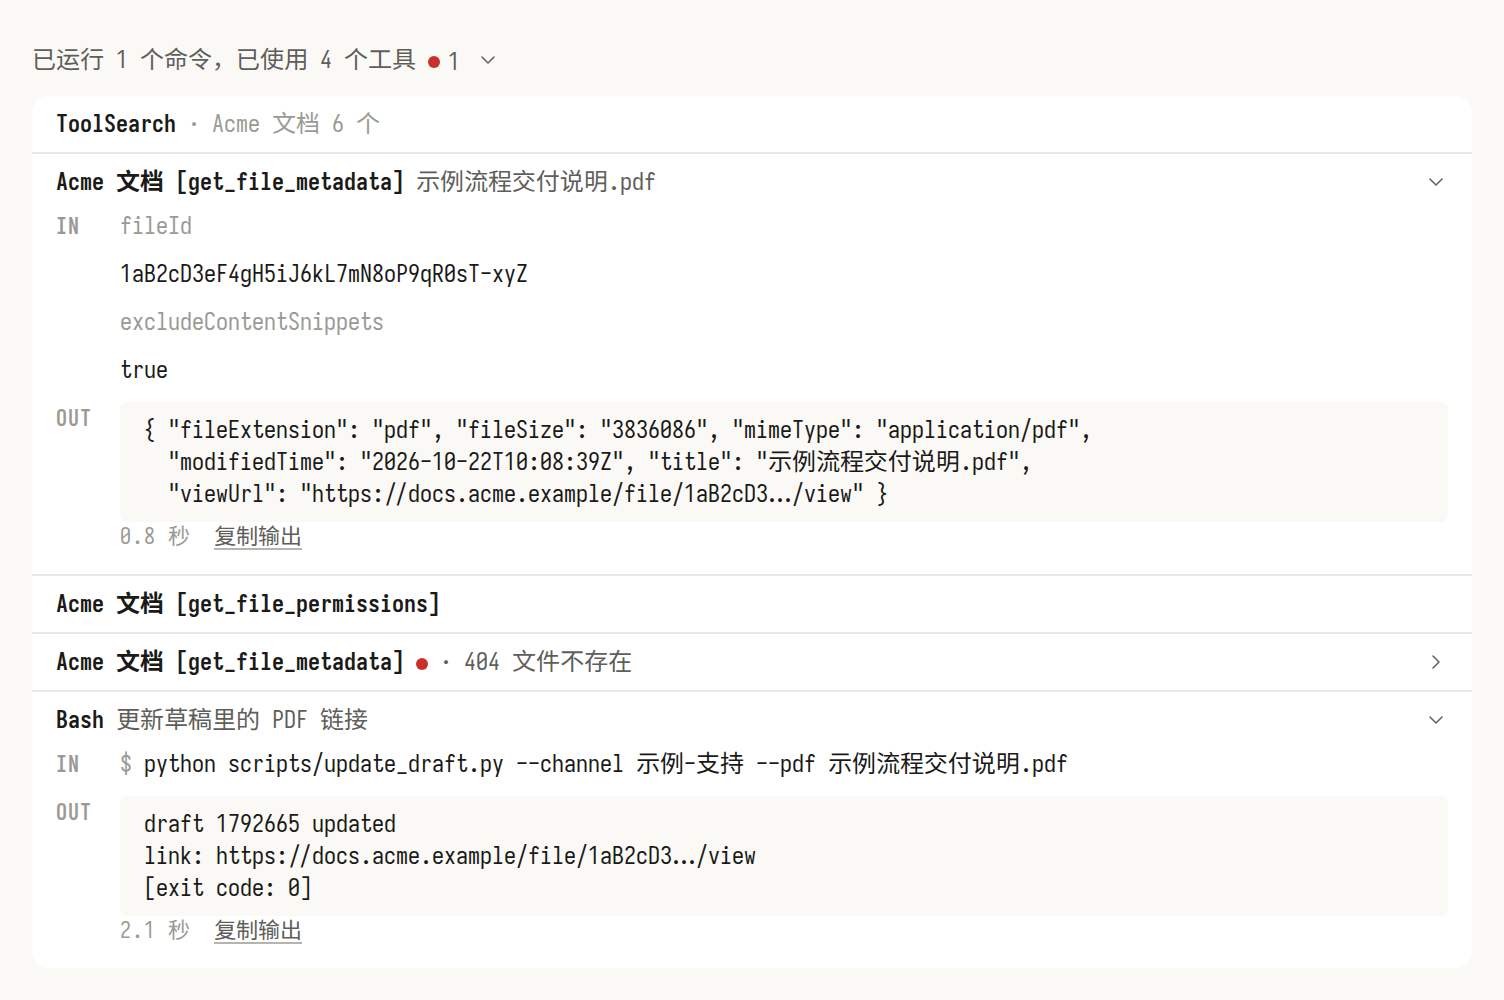 已运行 1 个命令，已使用 4 个工具 1
ToolSearch · Acme 文档 6 个
Acme 文档 [get_file_metadata] 示例流程交付说明.pdf
IN fileId
1aB2cD3eF4gH5iJ6kL7mN8oP9qR0sT-xyZ
excludeContentSnippets
true
OUT { "fileExtension": "pdf", "fileSize": "3836086", "mimeType": "application/pdf",
"modifiedTime": "2026-10-22T10:08:39Z", "title": "示例流程交付说明.pdf",
"viewUrl": "https://docs.acme.example/file/1aB2cD3.../view" }
0.8 秒 复制输出
Acme 文档 [get_file_permissions]
Acme 文档 [get_file_metadata] · 404 文件不存在
Bash 更新草稿里的 PDF 链接
IN $ python scripts/update_draft.py --channel 示例-支持 --pdf 示例流程交付说明.pdf
OUT draft 1792665 updated
link: https://docs.acme.example/file/1aB2cD3.../view
[exit code: 0]
2.1 秒 复制输出